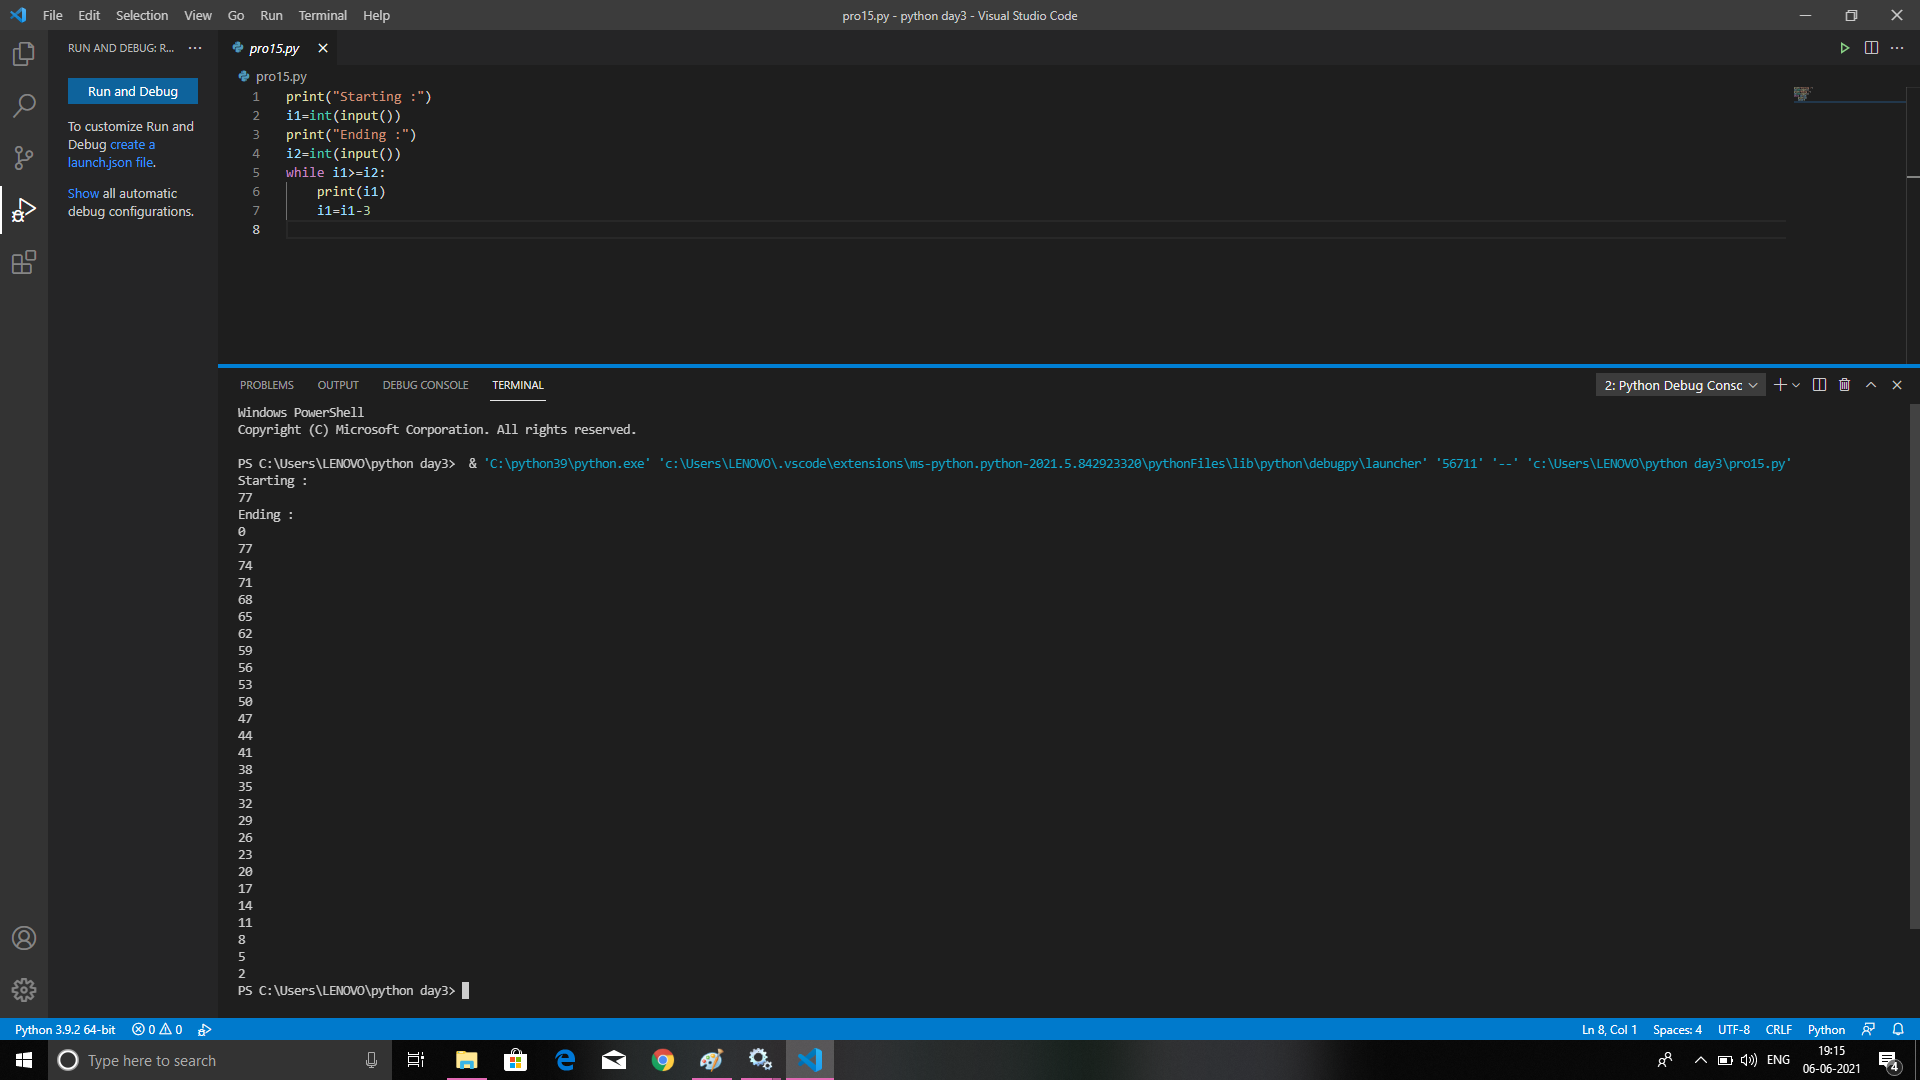 File Edit Selection View Go Run Terminal Help
pro15.py - python day3 - Visual Studio Code
RUN AND DEBUG: R... ···
Run and Debug
To customize Run and
Debug create a
launch.json file.
Show all automatic
debug configurations.
pro15.py
pro15.py
1 print("Starting :")
2 i1=int(input())
3 print("Ending :")
4 i2=int(input())
5 while i1>=i2:
6     print(i1)
7     i1=i1-3
8
PROBLEMS OUTPUT DEBUG CONSOLE TERMINAL
2: Python Debug Consc
Windows PowerShell
Copyright (C) Microsoft Corporation. All rights reserved.
PS C:\Users\LENOVO\python day3>  & 'C:\python39\python.exe' 'c:\Users\LENOVO\.vscode\extensions\ms-python.python-2021.5.842923320\pythonFiles\lib\python\debugpy\launcher' '56711' '--' 'c:\Users\LENOVO\python day3\pro15.py'
Starting :
77
Ending :
0
77
74
71
68
65
62
59
56
53
50
47
44
41
38
35
32
29
26
23
20
17
14
11
8
5
2
PS C:\Users\LENOVO\python day3>
Python 3.9.2 64-bit 0 0
Ln 8, Col 1 Spaces: 4 UTF-8 CRLF Python
Type here to search
ENG
19:15
06-06-2021
4